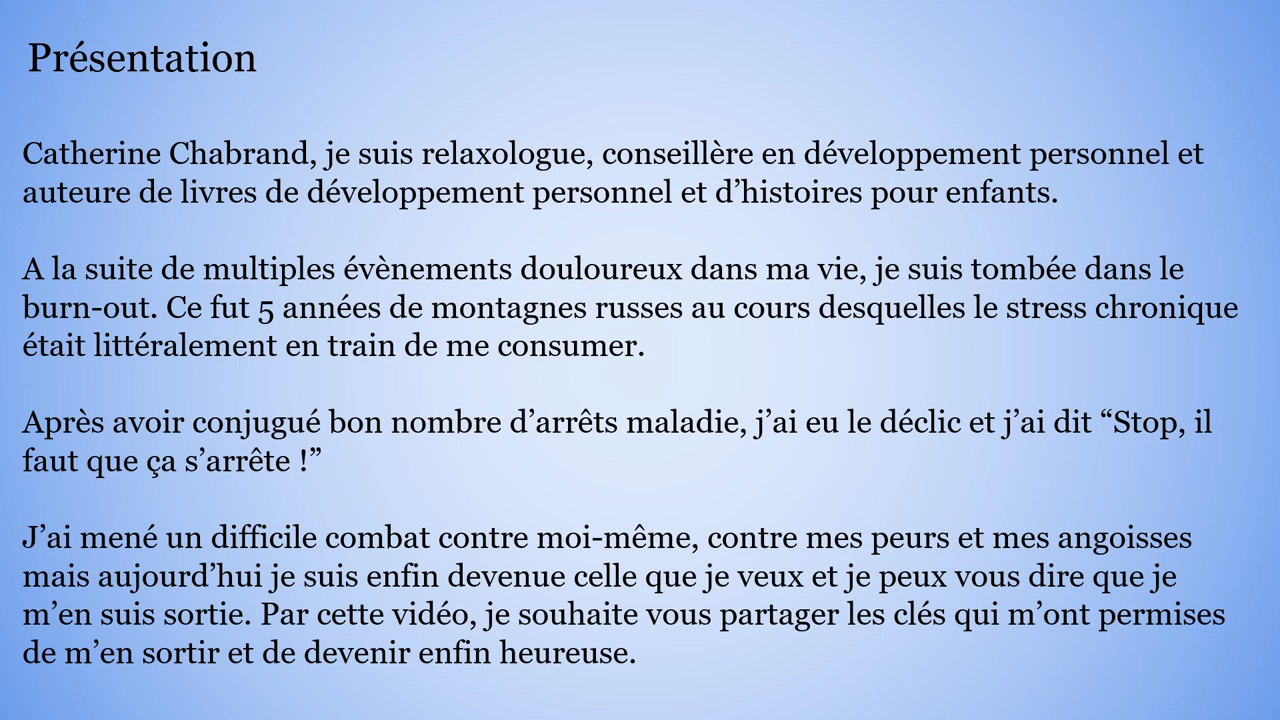 Présentation
Catherine Chabrand, je suis relaxologue, conseillère en développement personnel et
auteure de livres de développement personnel et d’histoires pour enfants.
A la suite de multiples évènements douloureux dans ma vie, je suis tombée dans le
burn-out. Ce fut 5 années de montagnes russes au cours desquelles le stress chronique
était littéralement en train de me consumer.
Après avoir conjugué bon nombre d’arrêts maladie, j’ai eu le déclic et j’ai dit “Stop, il
faut que ça s’arrête !”
J’ai mené un difficile combat contre moi-même, contre mes peurs et mes angoisses
mais aujourd’hui je suis enfin devenue celle que je veux et je peux vous dire que je
m’en suis sortie. Par cette vidéo, je souhaite vous partager les clés qui m’ont permises
de m’en sortir et de devenir enfin heureuse.